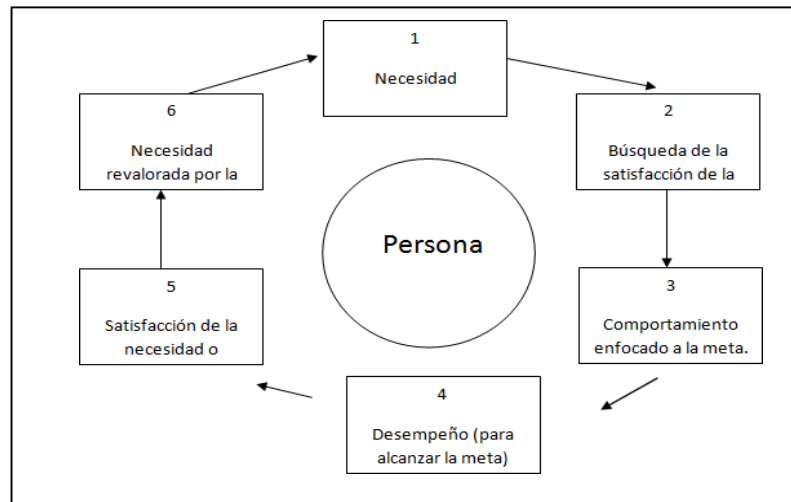 1
Necesidad
2
Búsqueda de la
satisfacción de la
3
Comportamiento
enfocado a la meta.
4
Desempeño (para
alcanzar la meta)
5
Satisfacción de la
necesidad o
6
Necesidad
revalorada por la
Persona